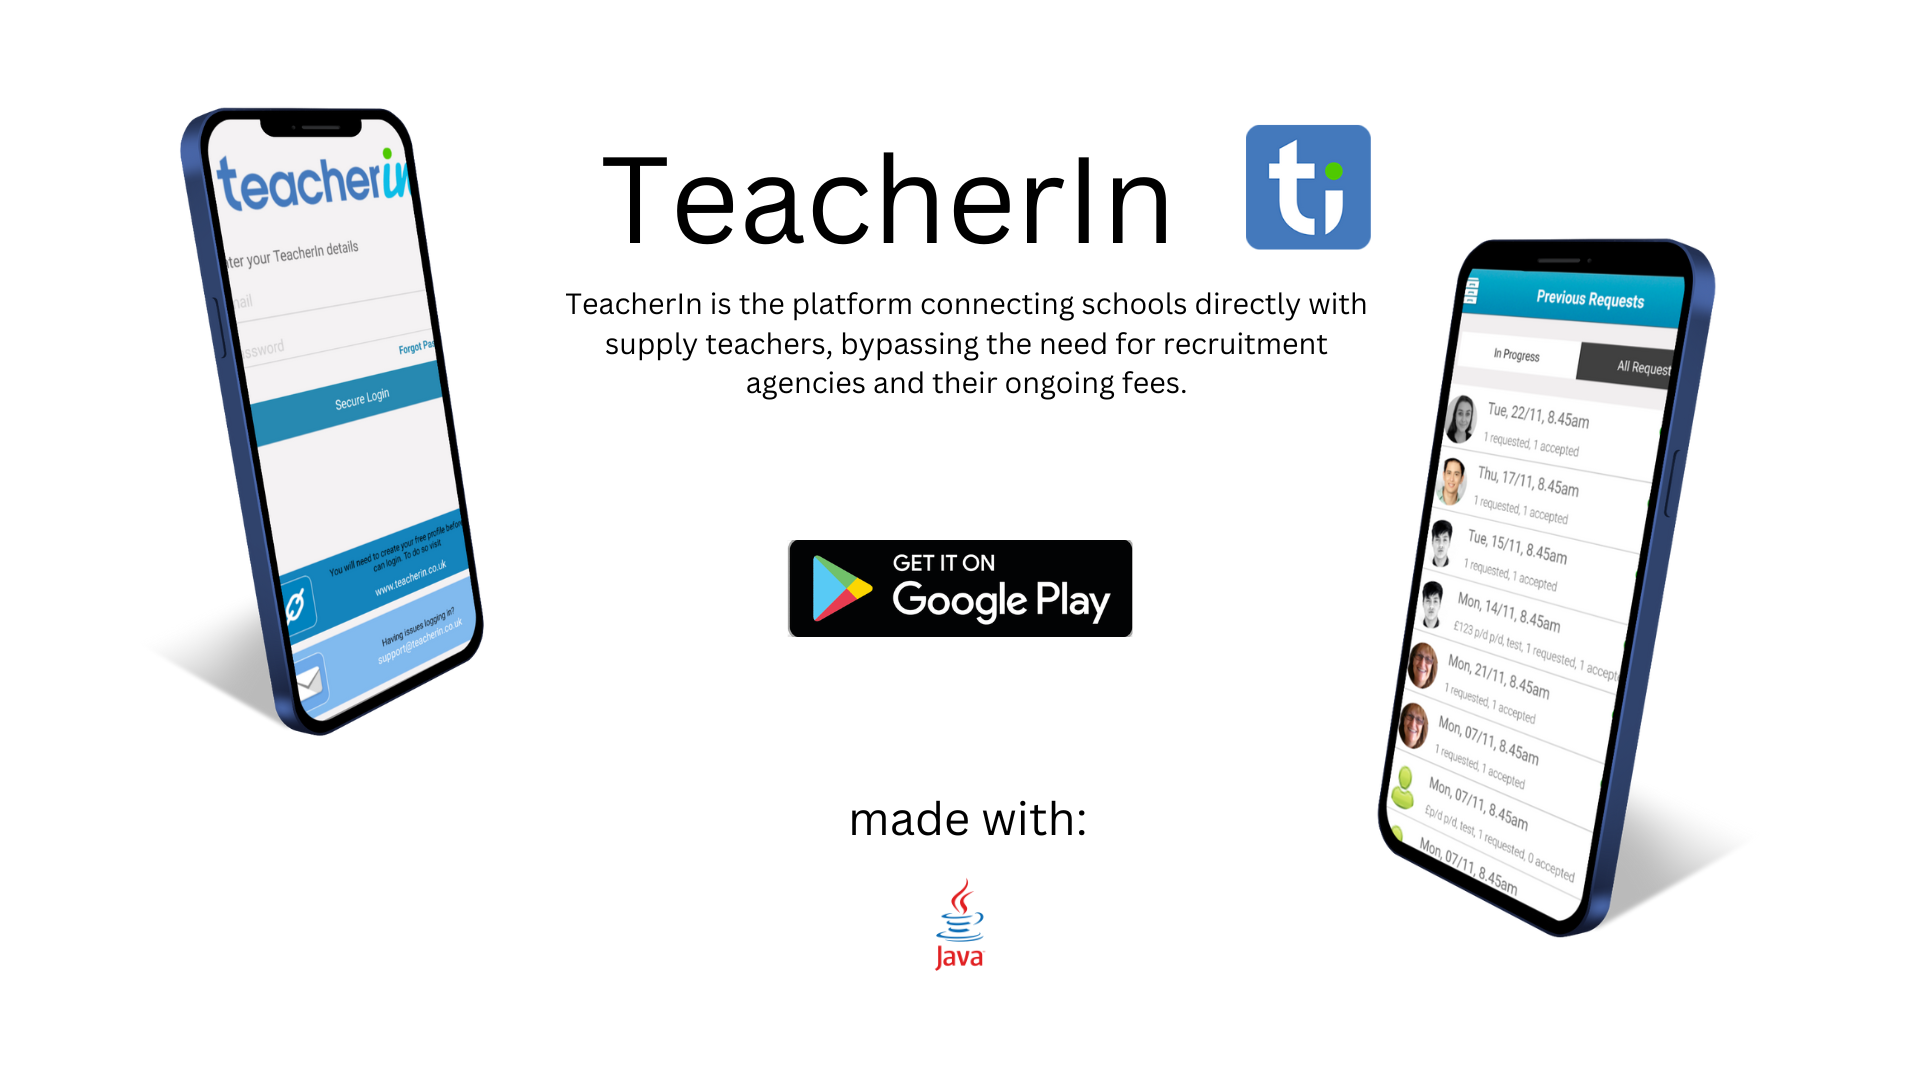 teacherin
ter your TeacherIn details
ail
ssword
Forgot Pas
Secure Login
You will need to create your free profile before
can login. To do so visit
www.teacherin.co.uk
Having issues logging in?
support@teacherin.co.uk
TeacherIn
ti
TeacherIn is the platform connecting schools directly with
supply teachers, bypassing the need for recruitment
agencies and their ongoing fees.
GET IT ON
Google Play
made with:
Java
Previous Requests
In Progress
All Request
Tue, 22/11, 8.45am
1 requested, 1 accepted
Thu, 17/11, 8.45am
1 requested, 1 accepted
Tue, 15/11, 8.45am
1 requested, 1 accepted
Mon, 14/11, 8.45am
£123 p/d p/d, test, 1 requested, 1 accept
Mon, 21/11, 8.45am
1 requested, 1 accepted
Mon, 07/11, 8.45am
1 requested, 1 accepted
Mon, 07/11, 8.45am
£p/d p/d, test, 1 requested, 0 accepted
Mon, 07/11, 8.45am